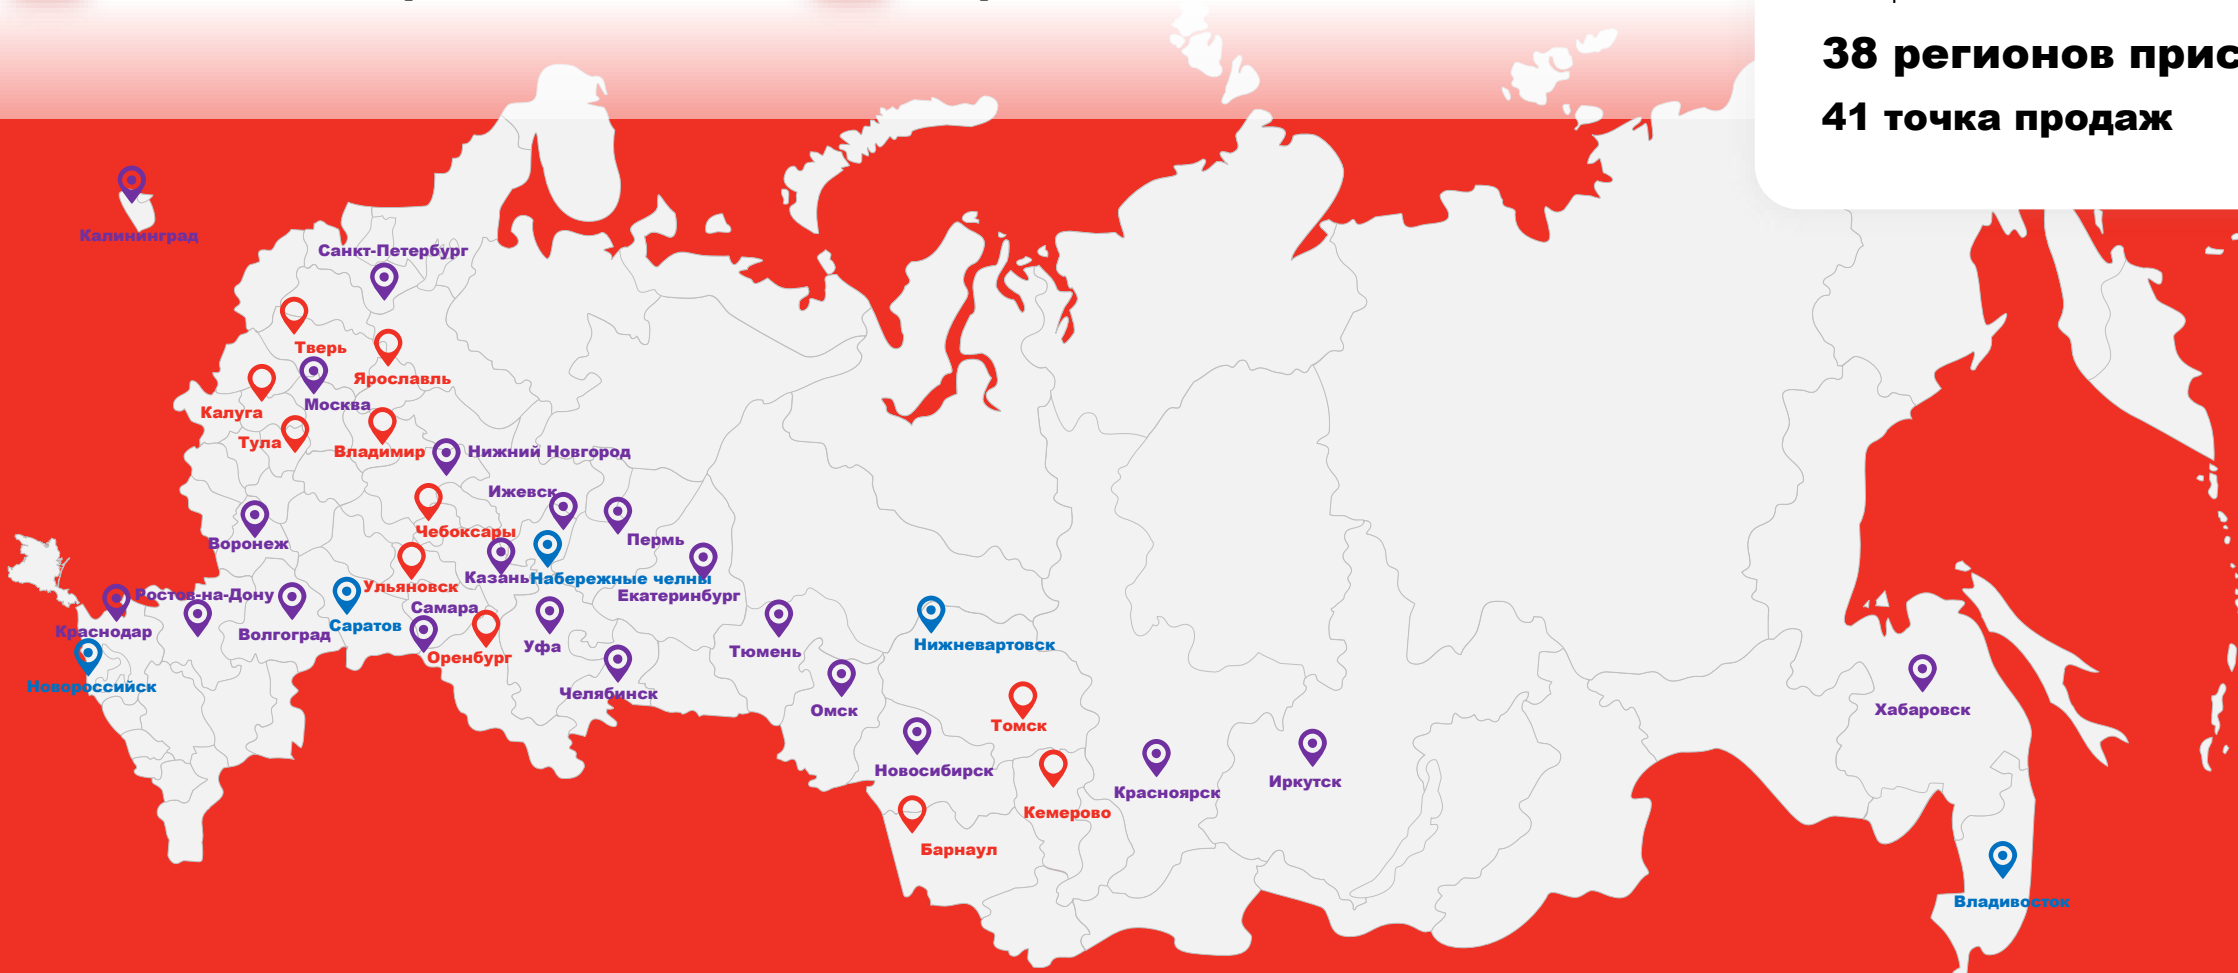 38 регионов прис
41 точка продаж
Калининград
Санкт-Петербург
Тверь
Ярославль
Калуга
Москва
Тула
Владимир
Нижний Новгород
Ижевск
Чебоксары
Пермь
Воронеж
Казань
Набережные челны
Ульяновск
Екатеринбург
Ростов-на-Дону
Самара
Краснодар
Волгоград
Саратов
Оренбург
Уфа
Тюмень
Нижневартовск
Новороссийск
Челябинск
Омск
Томск
Хабаровск
Новосибирск
Красноярск
Иркутск
Кемерово
Барнаул
Владивосток